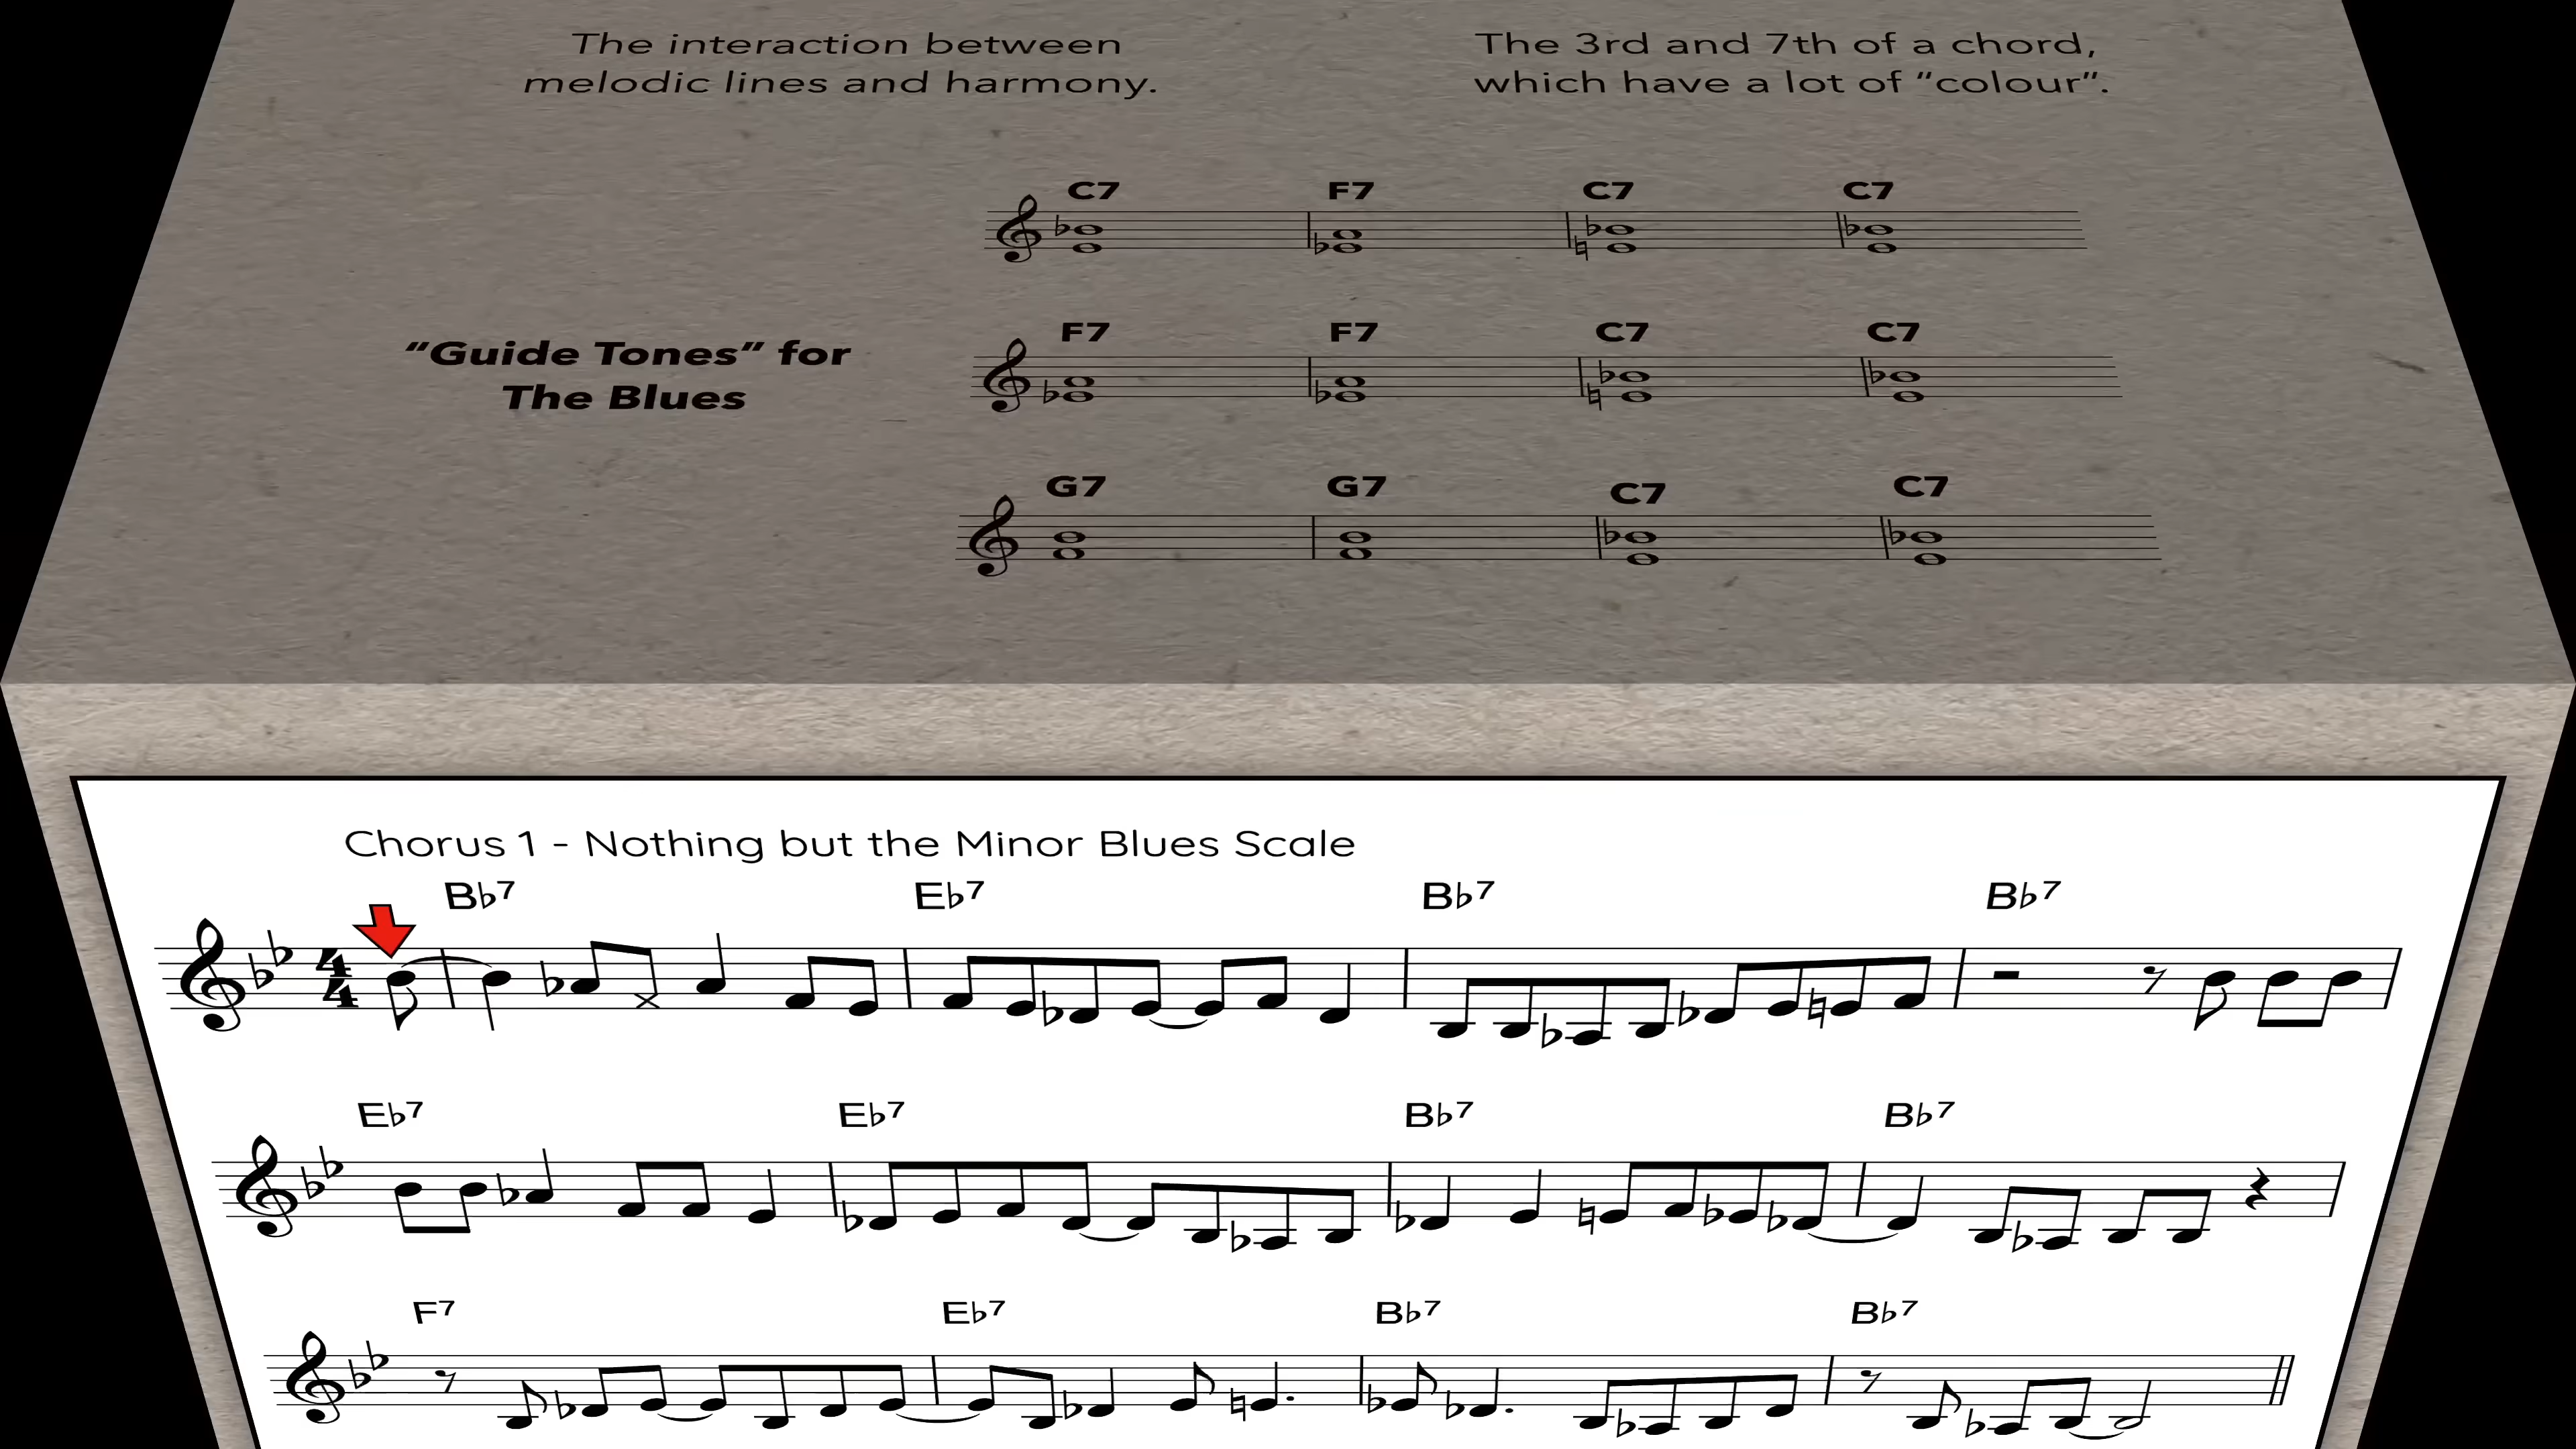 The interaction between
melodic lines and harmony.
The 3rd and 7th of a chord,
which have a lot of “colour”.
“Guide Tones” for
The Blues
C7 F7 C7 C7
F7 F7 C7 C7
G7 G7 C7 C7
Chorus 1 - Nothing but the Minor Blues Scale
B♭7 E♭7 B♭7 B♭7
4
4
E♭7 E♭7 B♭7 B♭7
F7 E♭7 B♭7 B♭7